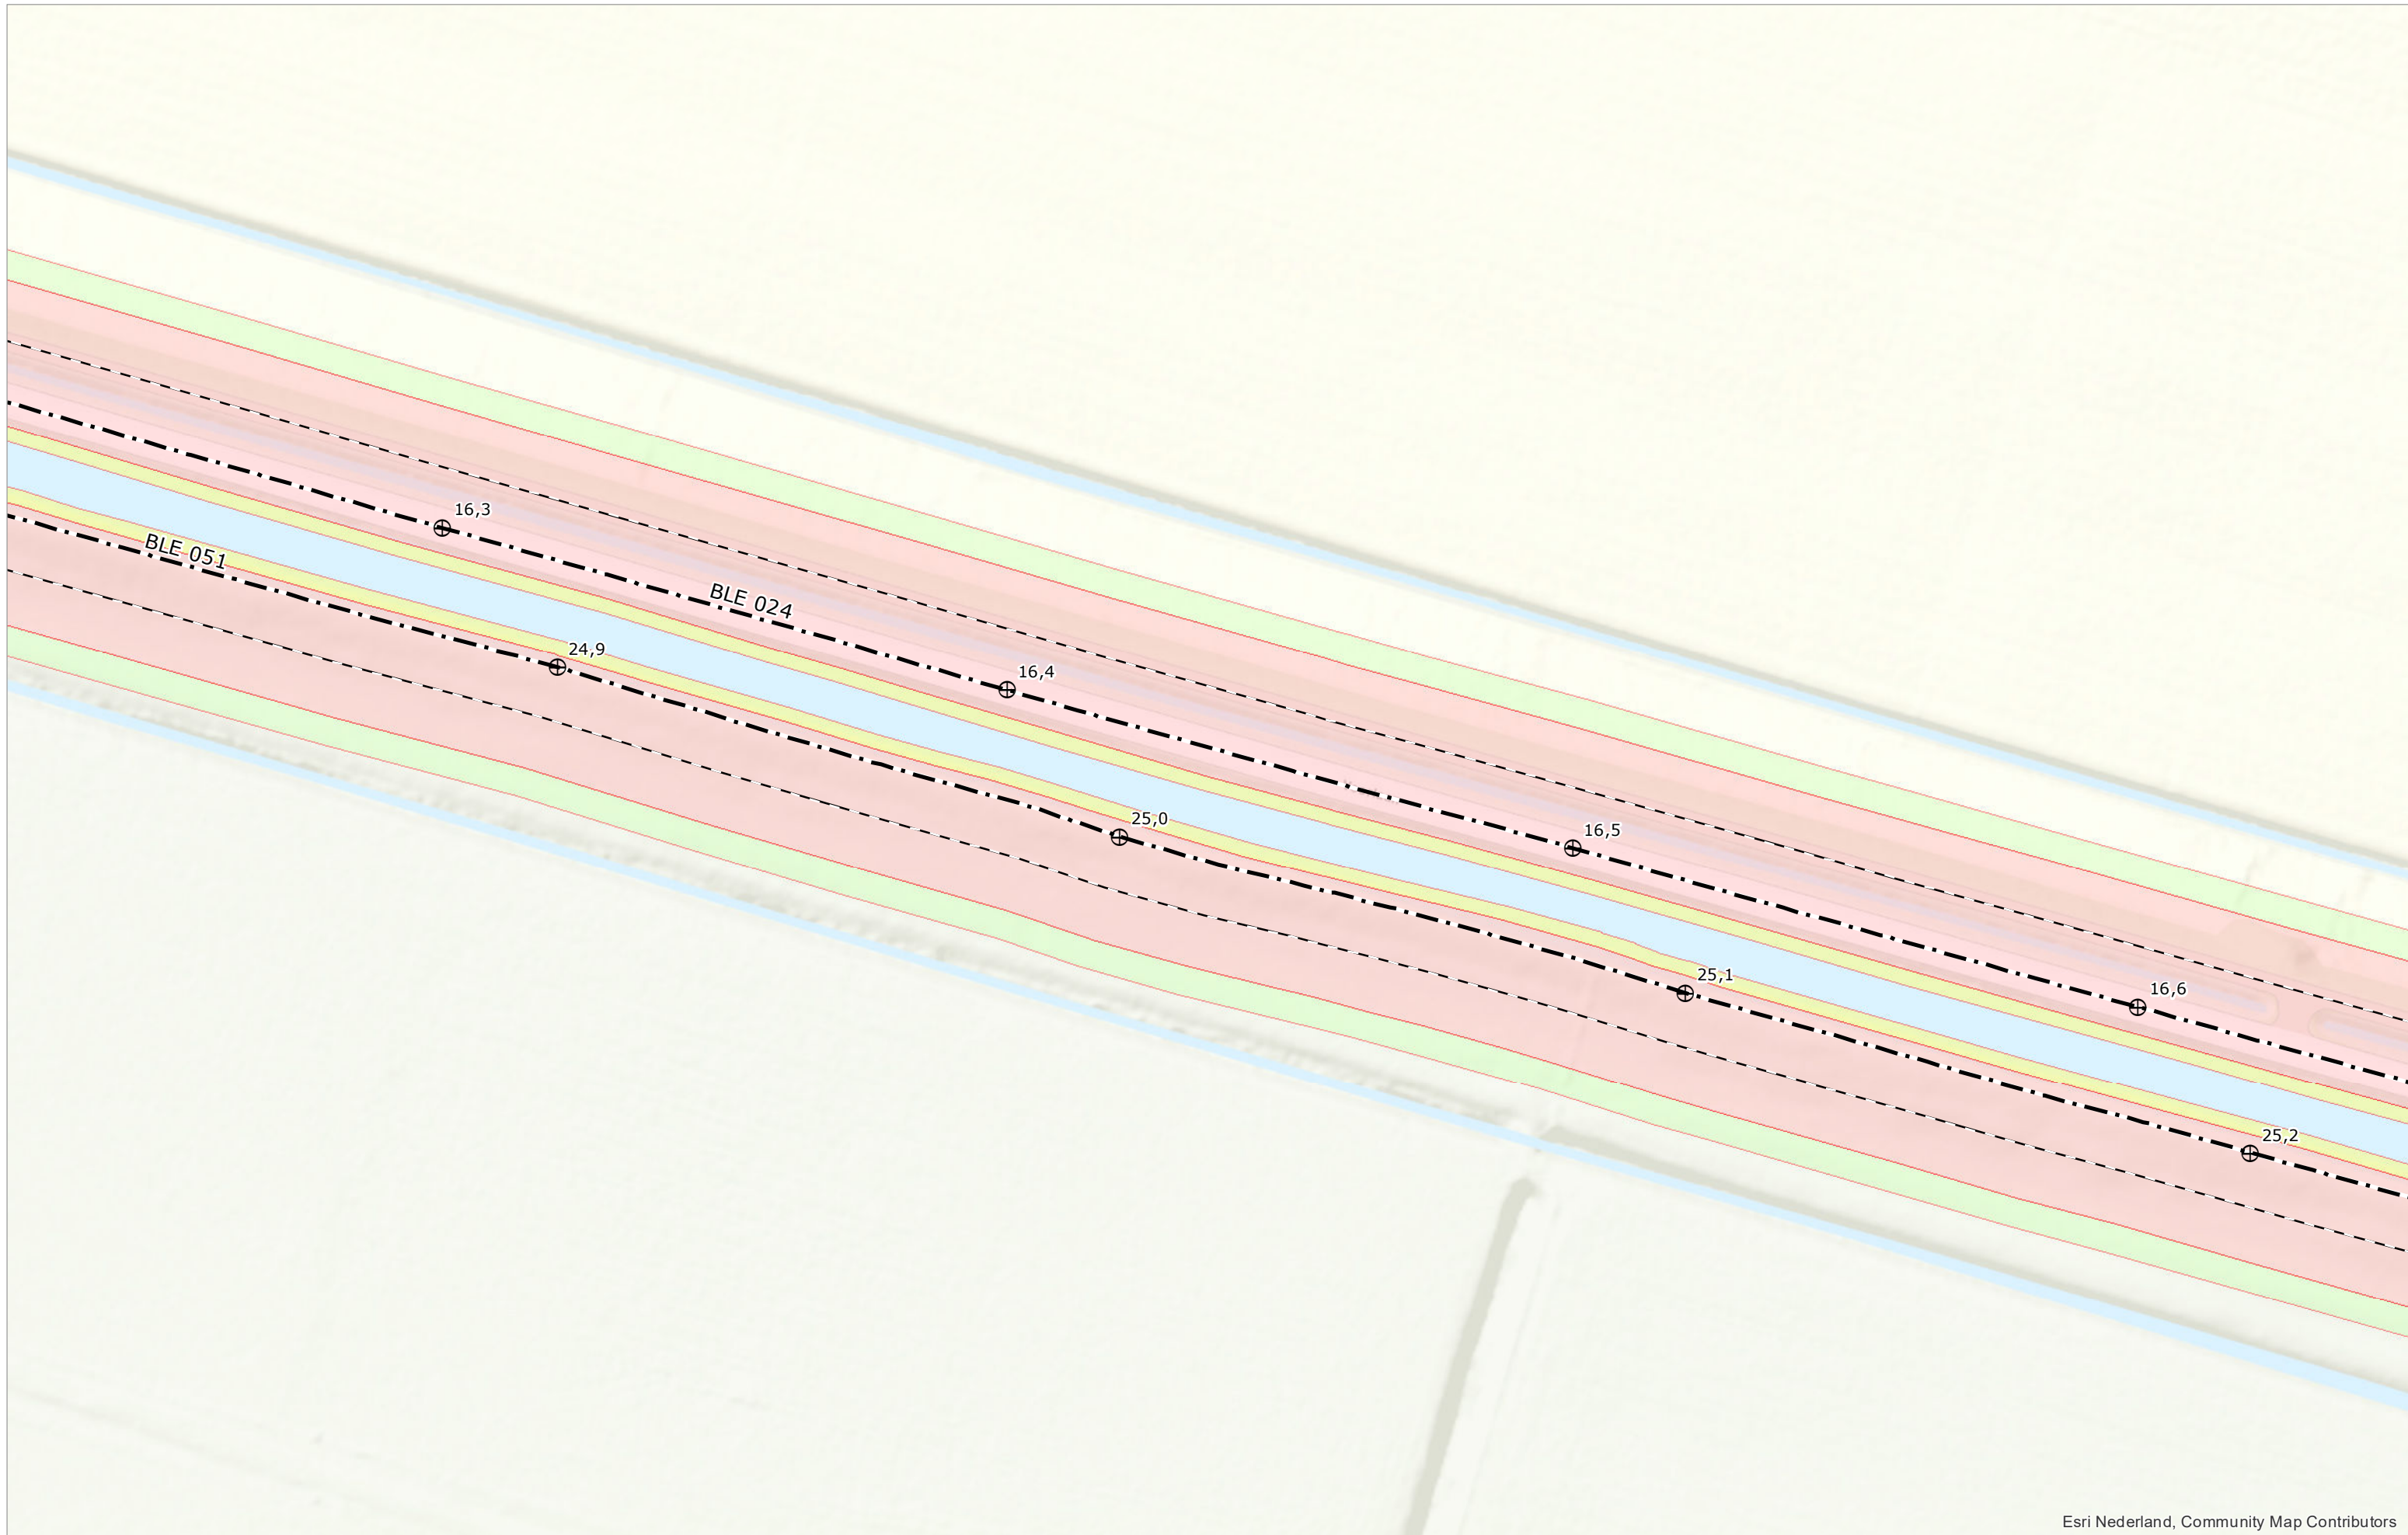 16,3
BLE 051
BLE 024
24,9
16,4
25,0
16,5
25,1
16,6
25,2
Esri Nederland, Community Map Contributors